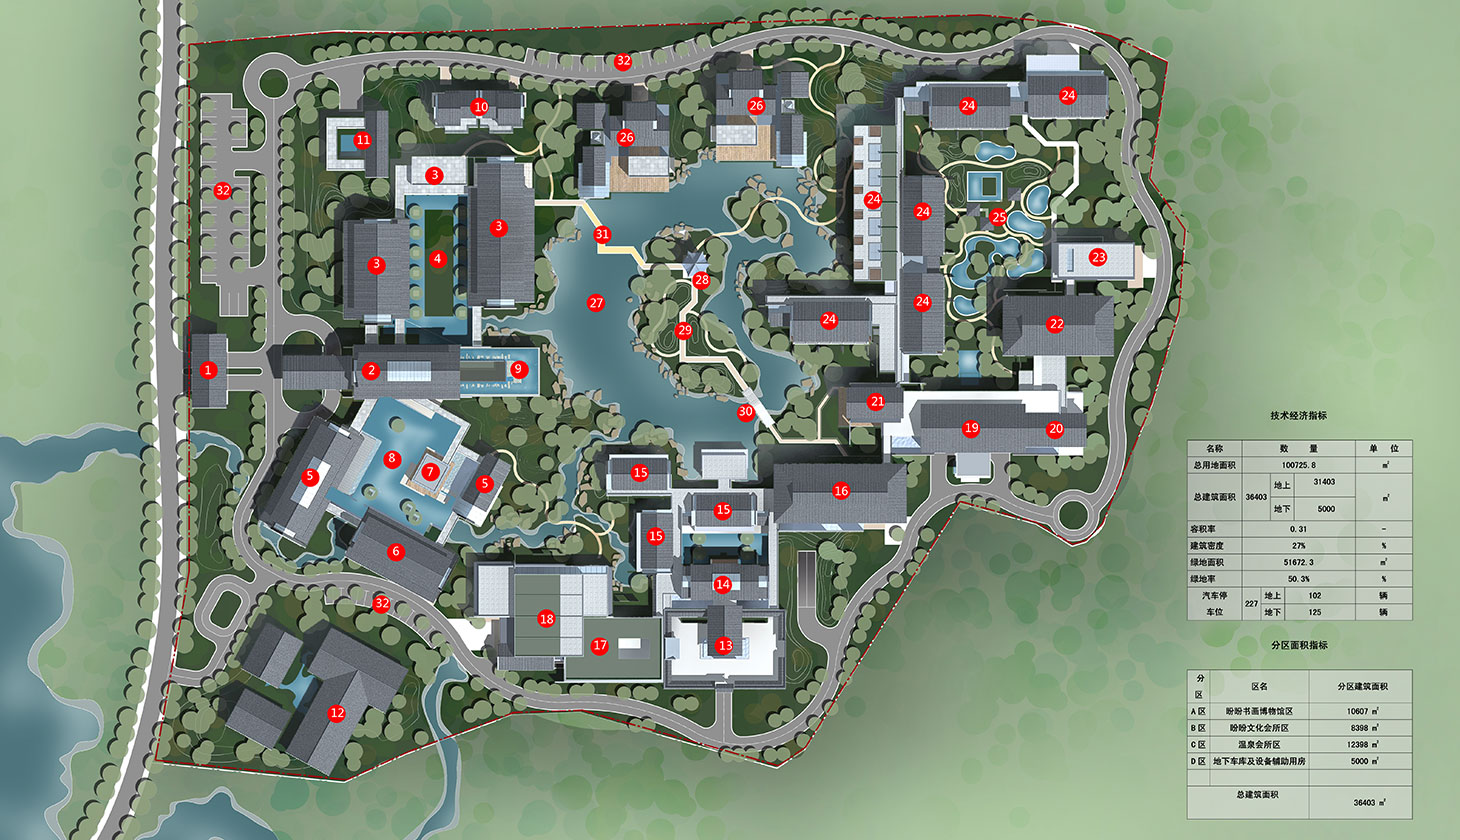 32
10
26
26
24
24
11
3
32
24
24
25
3
31
3
4
23
28
27
24
29
24
22
1
2
9
21
30
19
20
8
7
5
5
15
16
15
15
6
14
32
18
17
13
12
技术经济指标
名称 数 量 单 位
总用地面积 100725.8 ㎡
总建筑面积 36403 地上 31403 ㎡
地下 5000
容积率 0.31 -
建筑密度 27% %
绿地面积 51672.3 ㎡
绿地率 50.3% %
汽车停车位 227 地上 102 辆
地下 125 辆
分区面积指标
分区 区名 分区建筑面积
A区 盼盼书画博物馆区 10607 ㎡
B区 盼盼文化会所区 8398 ㎡
C区 温泉会所区 12398 ㎡
D区 地下车库及设备辅助用房 5000 ㎡
总建筑面积 36403 ㎡